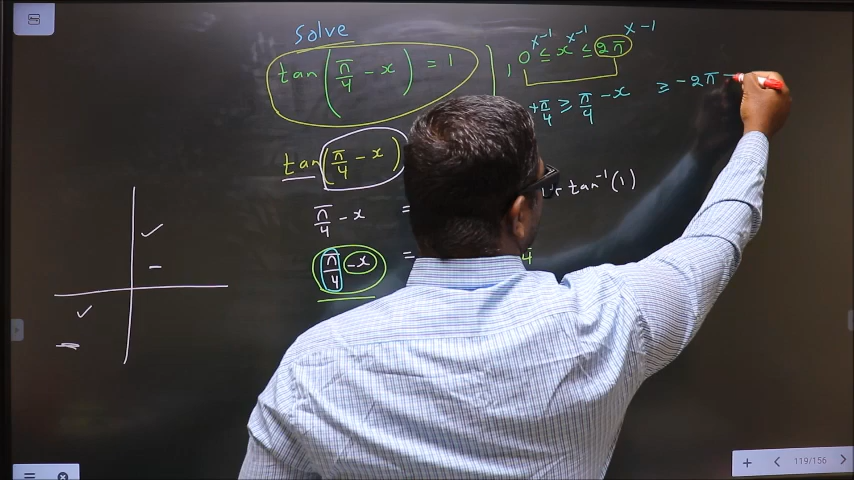 Solve
tan(π/4 - x) = 1 , 0 ≤ x ≤ 2π
x-1 x-1 x-1
+π/4 ≥ π/4 - x ≥ -2π -
tan(π/4 - x)
π/4 - x = tan⁻¹(1)
π/4 - x = 4
119/156